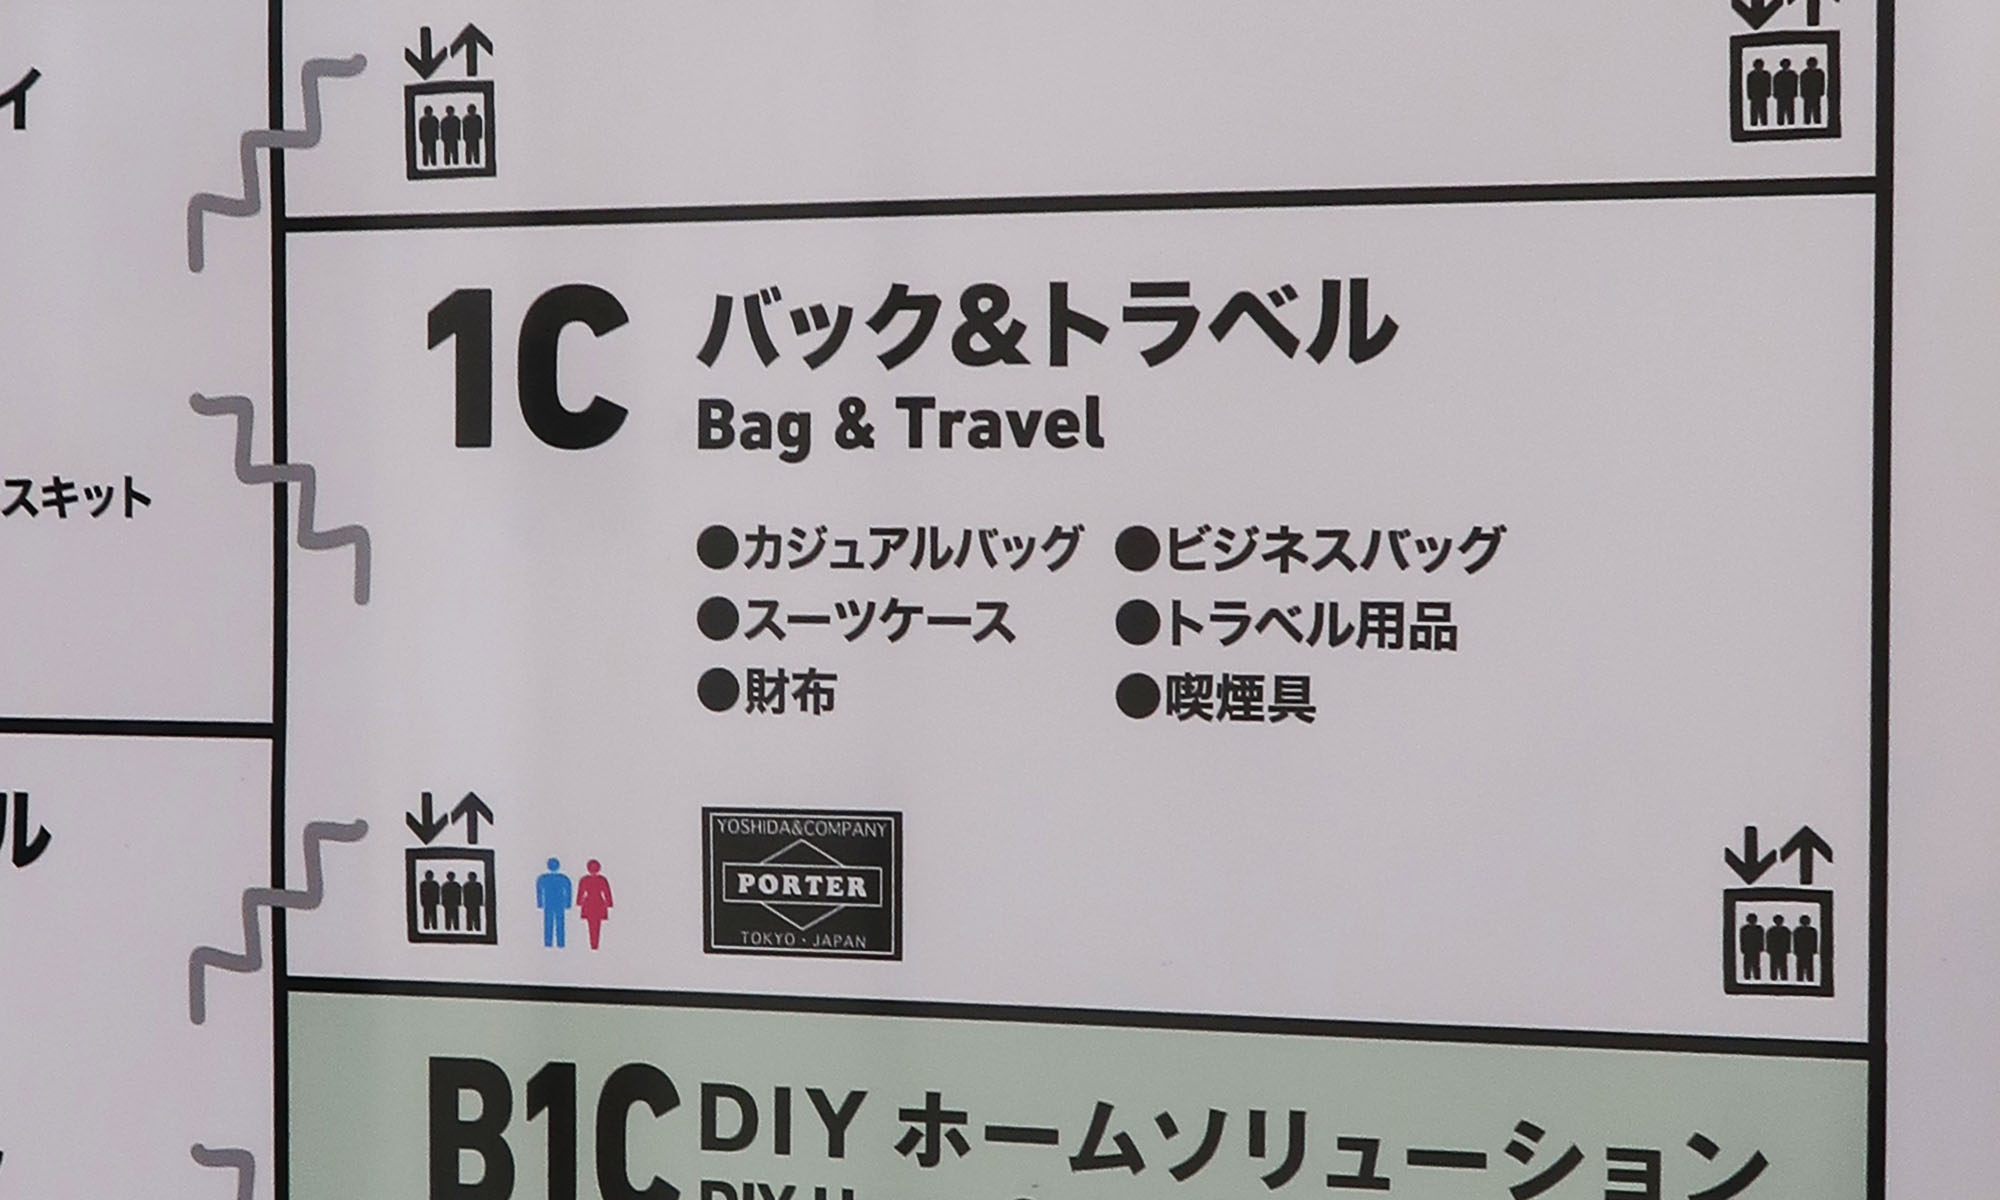 イ
スキット
ル
1C バック&トラベル
Bag & Travel
●カジュアルバッグ ●ビジネスバッグ
●スーツケース ●トラベル用品
●財布 ●喫煙具
YOSHIDA&COMPANY
PORTER
TOKYO・JAPAN
B1C DIY ホームソリューション